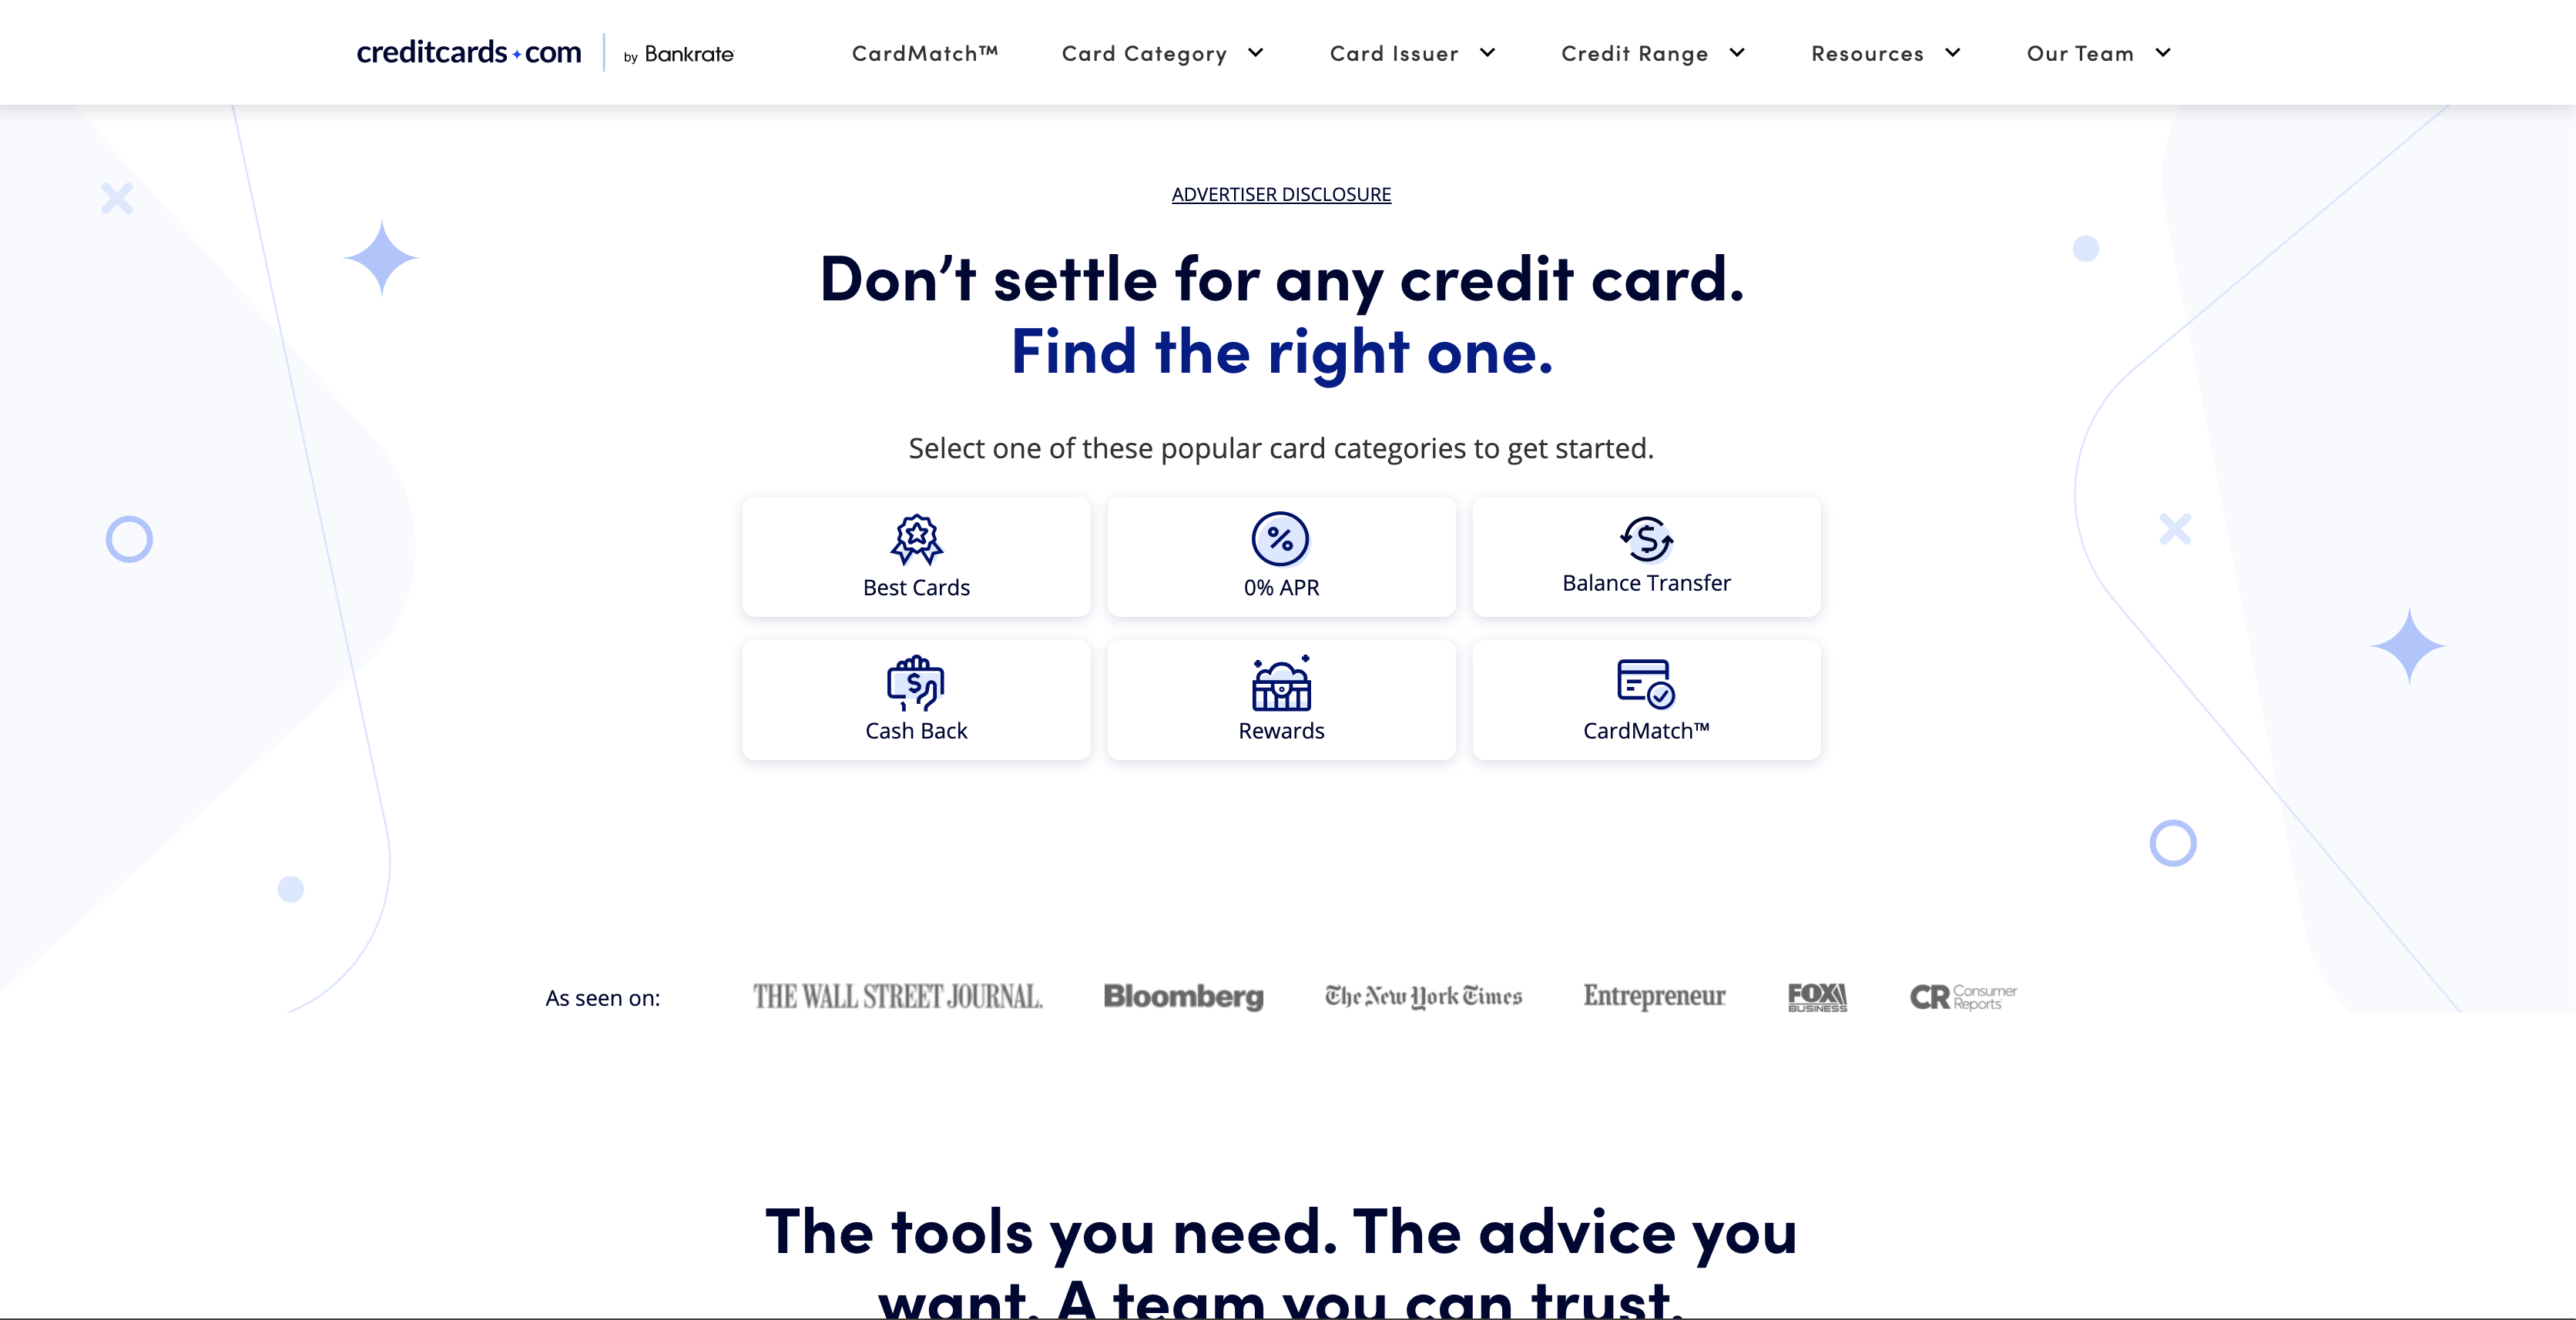 creditcards.com by Bankrate
CardMatch™ Card Category Card Issuer Credit Range Resources Our Team
ADVERTISER DISCLOSURE
Don’t settle for any credit card.
Find the right one.
Select one of these popular card categories to get started.
Best Cards 0% APR Balance Transfer
Cash Back Rewards CardMatch™
As seen on: THE WALL STREET JOURNAL. Bloomberg The New York Times Entrepreneur FOX BUSINESS CR Consumer Reports
The tools you need. The advice you
want. A team you can trust.